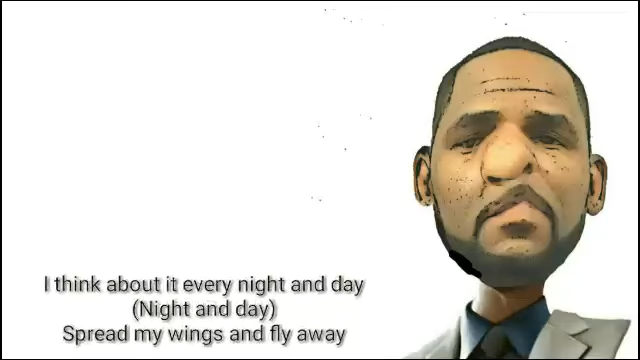 I think about it every night and day
(Night and day)
Spread my wings and fly away